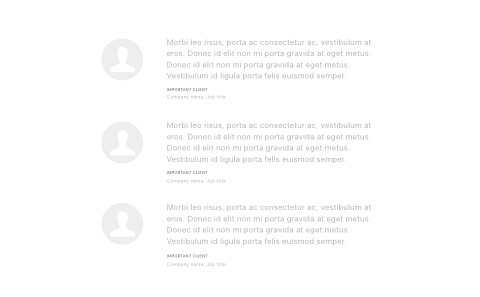 Morbi leo risus, porta ac consectetur ac, vestibulum at
eros. Donec id elit non mi porta gravida at eget metus.
Donec id elit non mi porta gravida at eget metus.
Vestibulum id ligula porta felis euismod semper.
IMPORTANT CLIENT
Company name, Job title
Morbi leo risus, porta ac consectetur ac, vestibulum at
eros. Donec id elit non mi porta gravida at eget metus.
Donec id elit non mi porta gravida at eget metus.
Vestibulum id ligula porta felis euismod semper.
IMPORTANT CLIENT
Company name, Job title
Morbi leo risus, porta ac consectetur ac, vestibulum at
eros. Donec id elit non mi porta gravida at eget metus.
Donec id elit non mi porta gravida at eget metus.
Vestibulum id ligula porta felis euismod semper.
IMPORTANT CLIENT
Company name, Job title